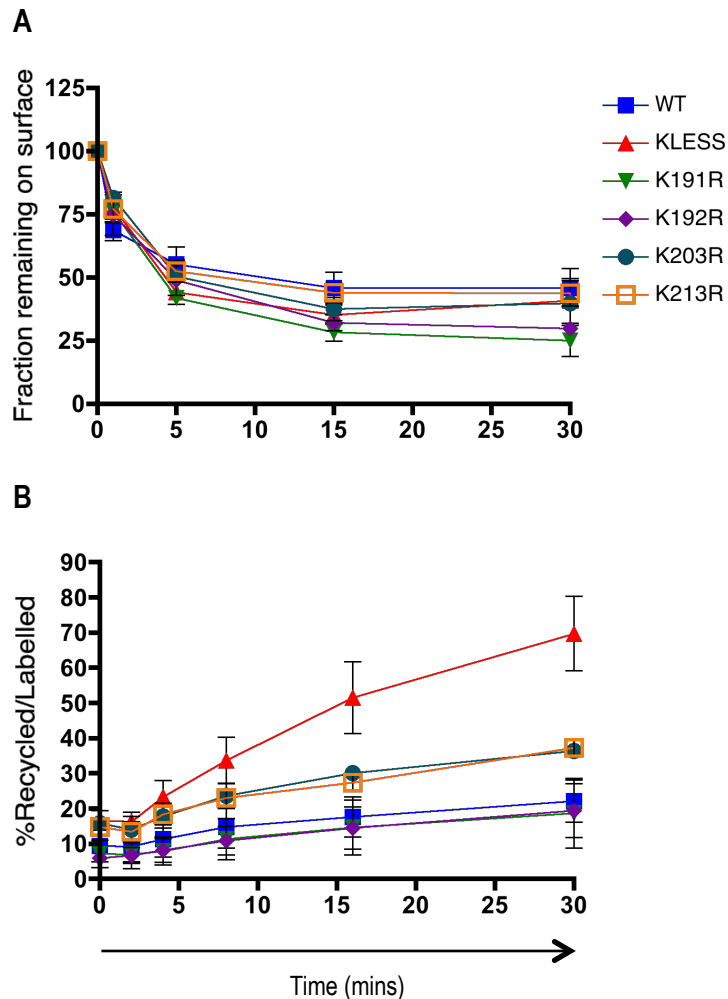 A
Fraction remaining on surface
125
100
75
50
25
0
0 5 10 15 20 25 30
WT
KLESS
K191R
K192R
K203R
K213R
B
%Recycled/Labelled
90
80
70
60
50
40
30
20
10
0
0 5 10 15 20 25 30
Time (mins)